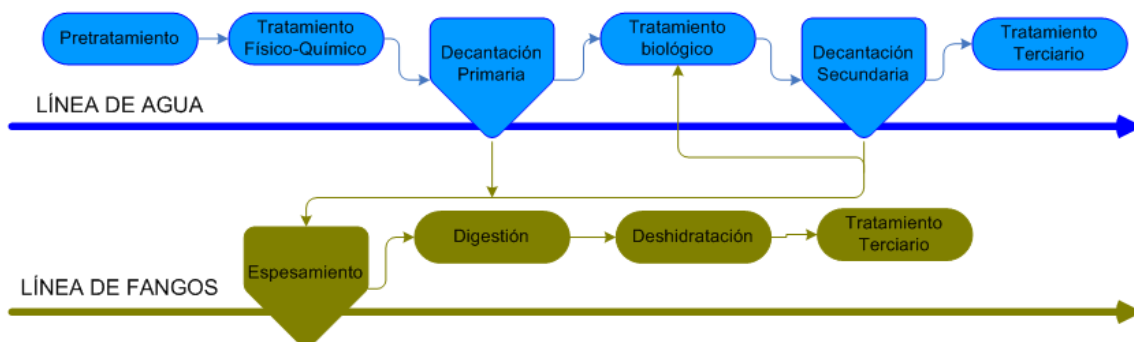 Pretratamiento
Tratamiento
Físico-Químico
Decantación
Primaria
Tratamiento
biológico
Decantación
Secundaria
Tratamiento
Terciario
LÍNEA DE AGUA
Espesamiento
Digestión
Deshidratación
Tratamiento
Terciario
LÍNEA DE FANGOS